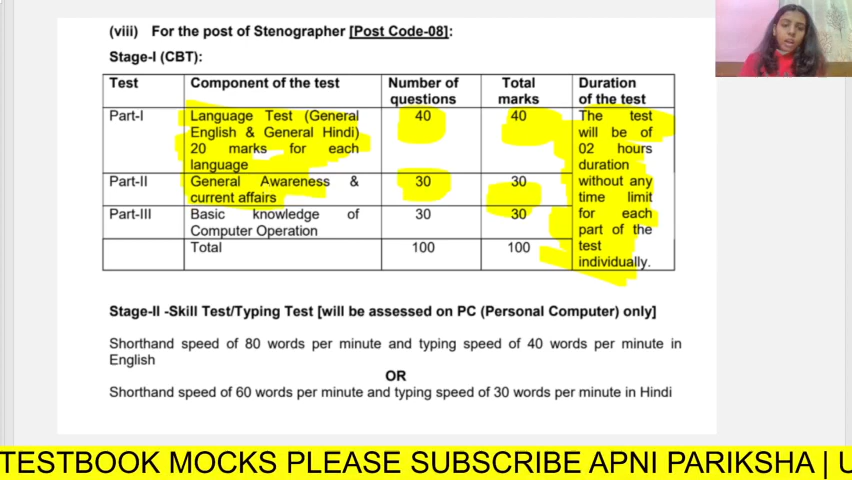 (viii) For the post of Stenographer [Post Code-08]:
Stage-I (CBT):
Test Component of the test Number of questions Total marks Duration of the test
Part-I Language Test (General English & General Hindi) 20 marks for each language 40 40 The test will be of 02 hours duration without any time limit for each part of the test individually.
Part-II General Awareness & current affairs 30 30
Part-III Basic knowledge of Computer Operation 30 30
Total 100 100
Stage-II -Skill Test/Typing Test [will be assessed on PC (Personal Computer) only]
Shorthand speed of 80 words per minute and typing speed of 40 words per minute in
English
OR
Shorthand speed of 60 words per minute and typing speed of 30 words per minute in Hindi
TESTBOOK MOCKS PLEASE SUBSCRIBE APNI PARIKSHA | U